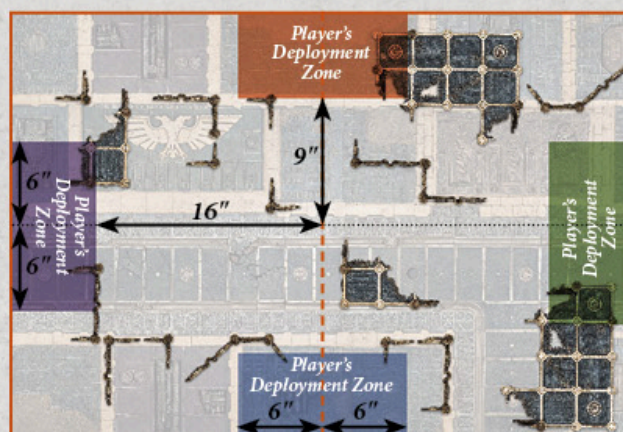 Player's
Deployment
Zone
9"
6"
Player's
Deployment
Zone
16"
6"
Player's
Deployment
Zone
Player's
Deployment Zone
6"
6"